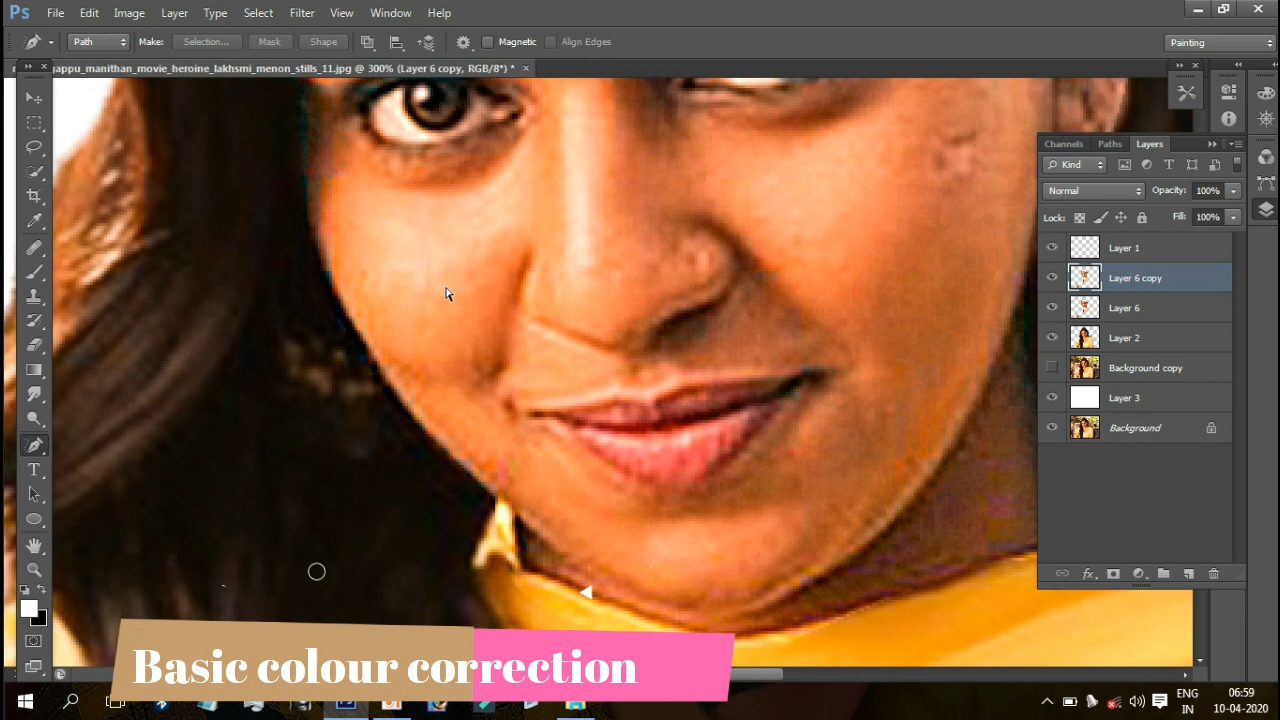 Ps File Edit Image Layer Type Select Filter View Window Help
Path Make: Selection... Mask Shape Magnetic Align Edges Painting
gappu_manithan_movie_heroine_lakhsmi_menon_stills_11.jpg @ 300% (Layer 6 copy, RGB/8*) *
Channels Paths Layers
Kind
Normal Opacity: 100%
Lock: Fill: 100%
Layer 1
Layer 6 copy
Layer 6
Layer 2
Background copy
Layer 3
Background
fx
Basic colour correction
ENG 06:59
IN 10-04-2020